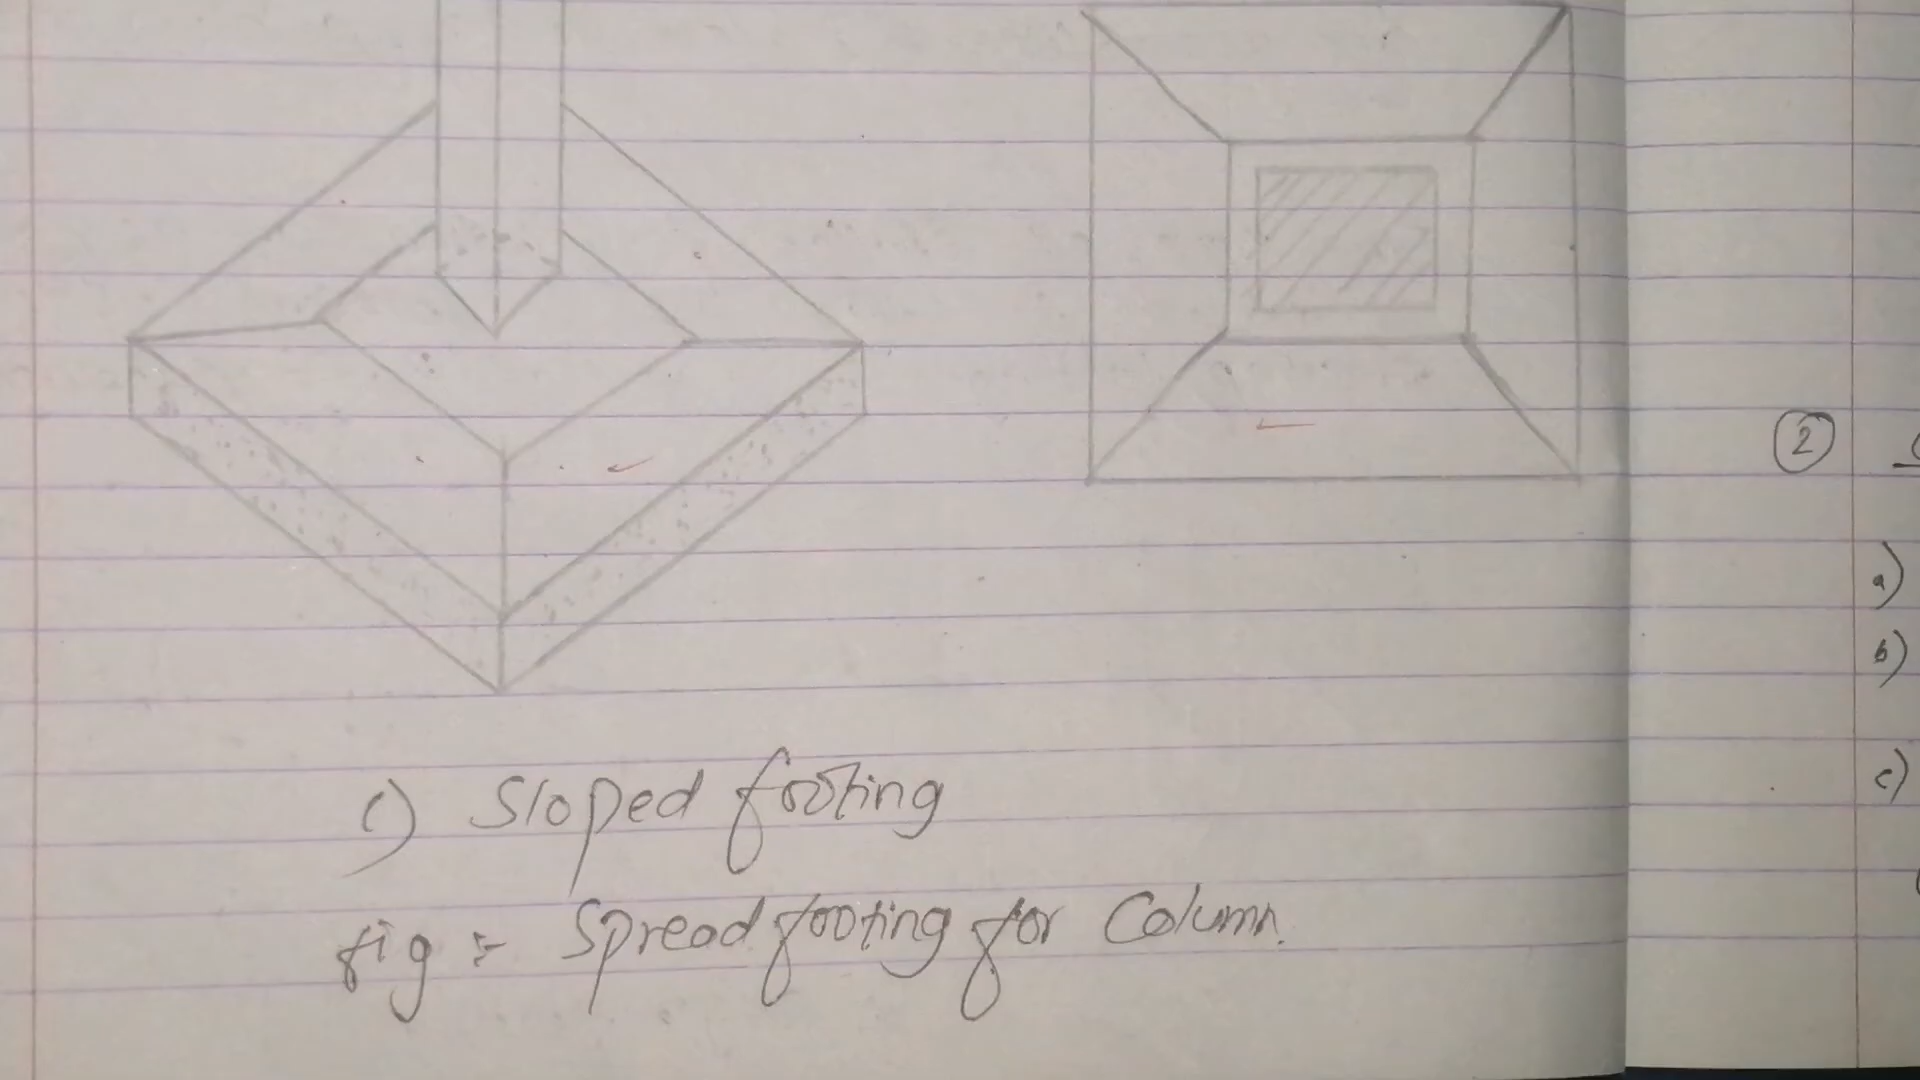 c) Sloped footing
fig :- Spread footing for Column.
2
a)
b)
c)